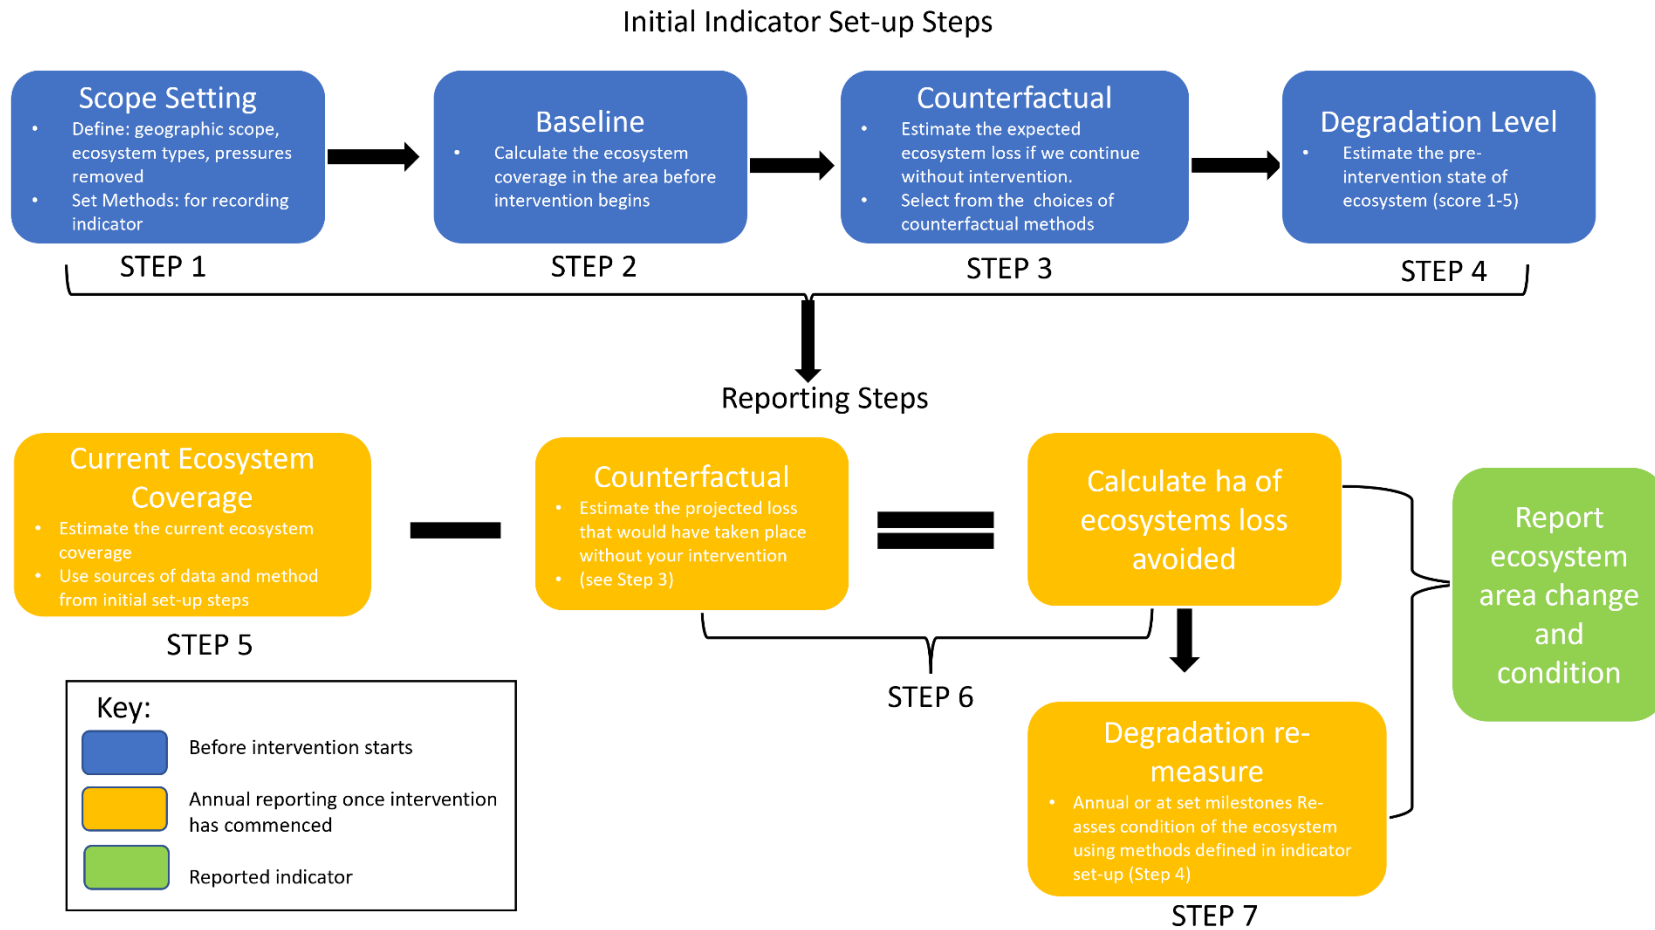 Initial Indicator Set-up Steps
Scope Setting
• Define: geographic scope,
ecosystem types, pressures
removed
• Set Methods: for recording
indicator
STEP 1
Baseline
• Calculate the ecosystem
coverage in the area before
intervention begins
STEP 2
Counterfactual
• Estimate the expected
ecosystem loss if we continue
without intervention.
• Select from the choices of
counterfactual methods
STEP 3
Degradation Level
• Estimate the pre-
intervention state of
ecosystem (score 1-5)
STEP 4
Reporting Steps
Current Ecosystem
Coverage
• Estimate the current ecosystem
coverage
• Use sources of data and method
from initial set-up steps
STEP 5
Counterfactual
• Estimate the projected loss
that would have taken place
without your intervention
• (see Step 3)
Calculate ha of
ecosystems loss
avoided
STEP 6
Degradation re-
measure
• Annual or at set milestones Re-
asses condition of the ecosystem
using methods defined in indicator
set-up (Step 4)
STEP 7
Report
ecosystem
area change
and
condition
Key:
Before intervention starts
Annual reporting once intervention
has commenced
Reported indicator